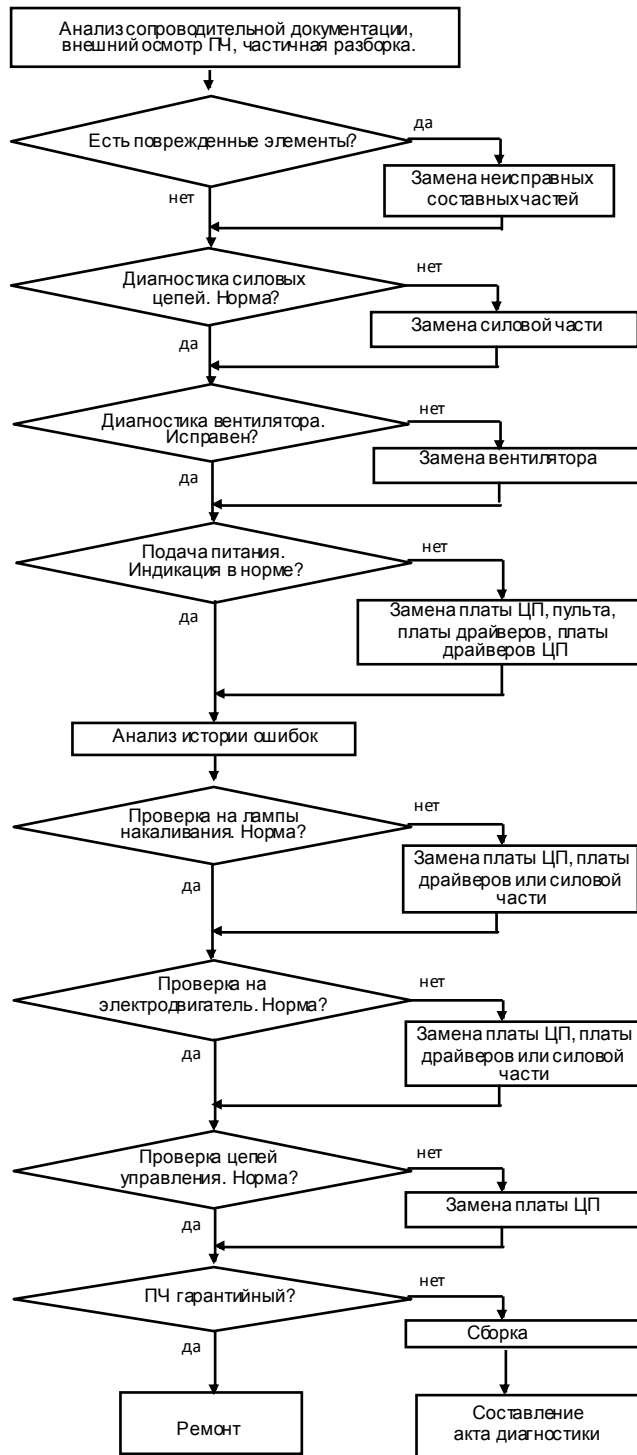 Анализ сопроводительной документации,
внешний осмотр ПЧ, частичная разборка.
Есть поврежденные элементы?
да
нет
Замена неисправных
составных частей
Диагностика силовых
цепей. Норма?
нет
да
Замена силовой части
Диагностика вентилятора.
Исправен?
нет
да
Замена вентилятора
Подача питания.
Индикация в норме?
нет
да
Замена платы ЦП, пульта,
платы драйверов, платы
драйверов ЦП
Анализ истории ошибок
Проверка на лампы
накаливания. Норма?
нет
да
Замена платы ЦП, платы
драйверов или силовой
части
Проверка на
электродвигатель. Норма?
нет
да
Замена платы ЦП, платы
драйверов или силовой
части
Проверка цепей
управления. Норма?
нет
да
Замена платы ЦП
ПЧ гарантийный?
нет
да
Сборка
Ремонт
Составление
акта диагностики